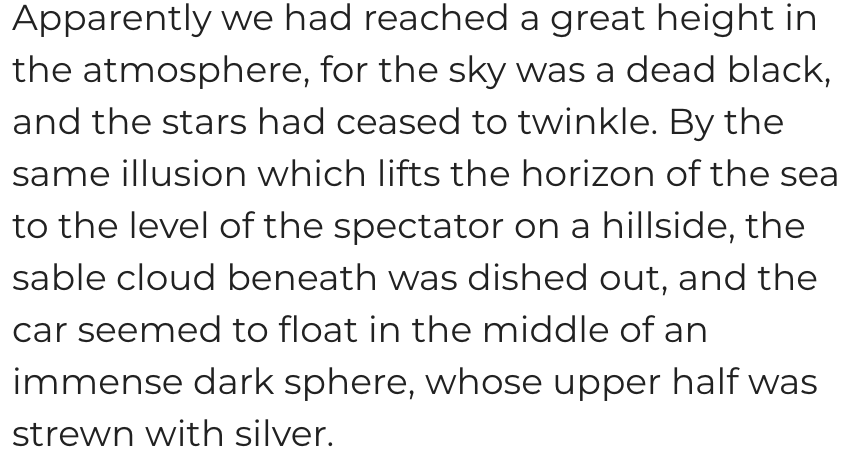 Apparently we had reached a great height in
the atmosphere, for the sky was a dead black,
and the stars had ceased to twinkle. By the
same illusion which lifts the horizon of the sea
to the level of the spectator on a hillside, the
sable cloud beneath was dished out, and the
car seemed to float in the middle of an
immense dark sphere, whose upper half was
strewn with silver.